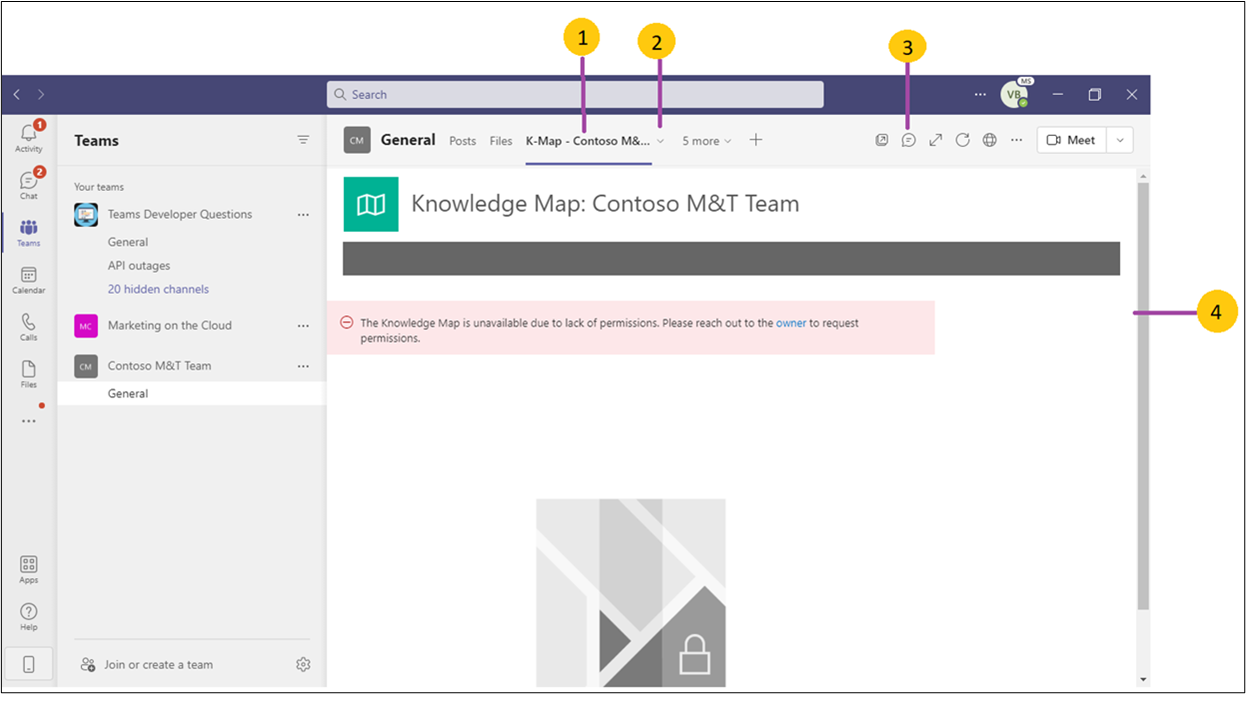 1
2
3
4
Search
MS
VB
Activity
1
Chat
2
Teams
Calendar
Calls
Files
Apps
Help
Teams
Your teams
Teams Developer Questions
General
API outages
20 hidden channels
MC Marketing on the Cloud
CM Contoso M&T Team
General
Join or create a team
CM General Posts Files K-Map - Contoso M&... 5 more Meet
Knowledge Map: Contoso M&T Team
The Knowledge Map is unavailable due to lack of permissions. Please reach out to the owner to request
permissions.